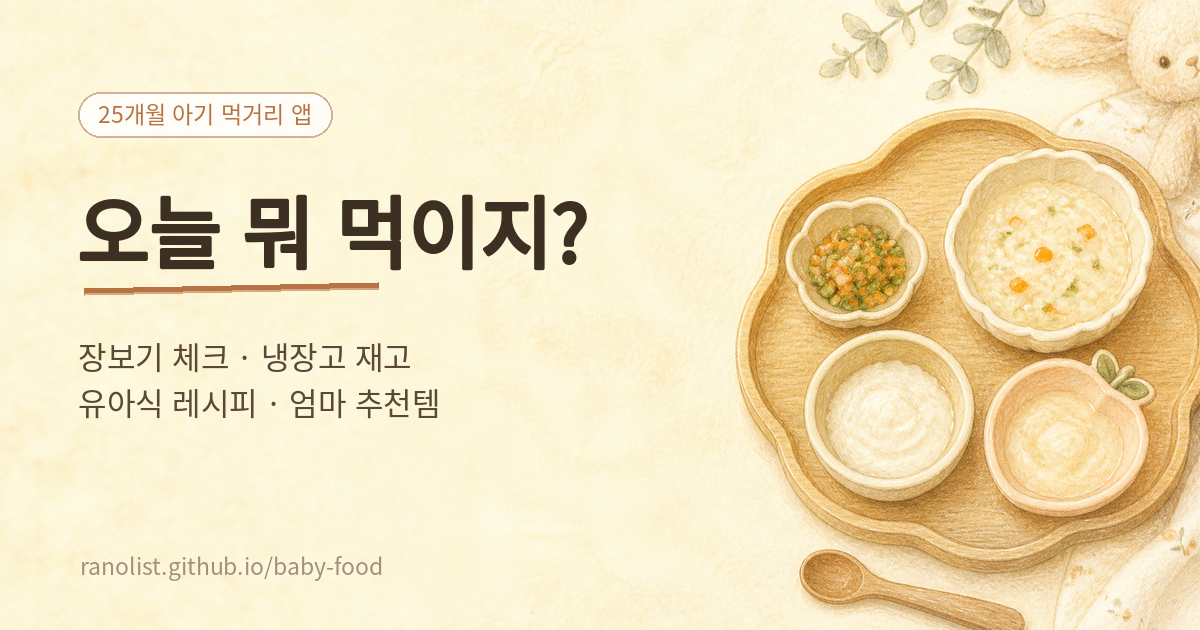 25개월 아기 먹거리 앱
오늘 뭐 먹이지?
장보기 체크 · 냉장고 재고
유아식 레시피 · 엄마 추천템
ranolist.github.io/baby-food